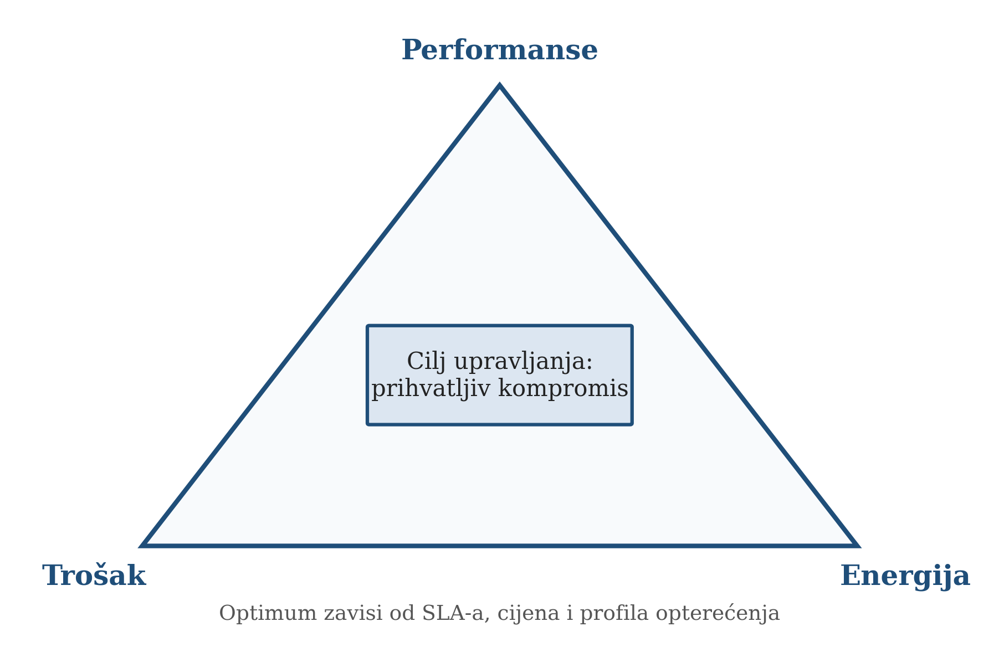 Performanse
Cilj upravljanja:
prihvatljiv kompromis
Trošak
Energija
Optimum zavisi od SLA-a, cijena i profila opterećenja